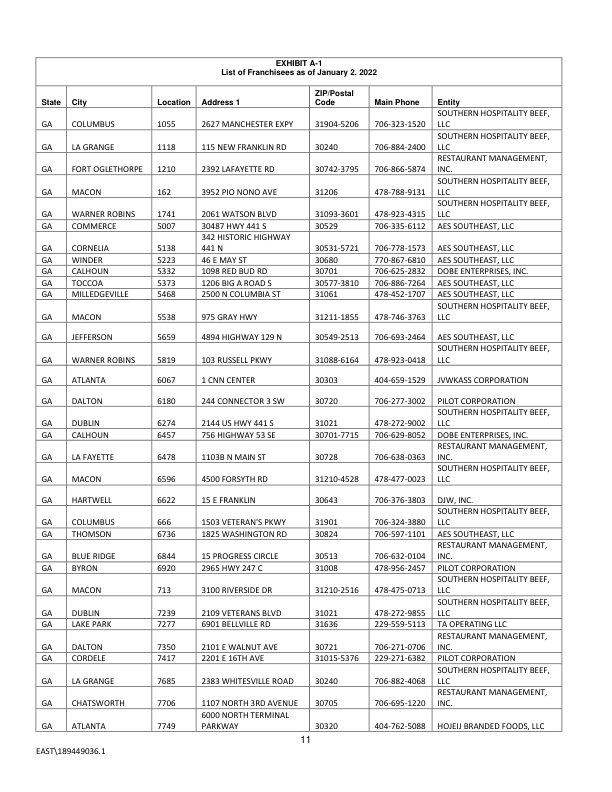 EXHIBIT A-1
List of Franchisees as of January 2. 2022
State City Location Address 1 ZIP/Postal Code Main Phone Entity
GA COLUMBUS 1055 2627 MANCHESTER EXPY 31904-5206 706-323-1520 SOUTHERN HOSPITALITY BEEF, LLC
GA LA GRANGE 1118 115 NEW FRANKLIN RD 30240 706-884-2400 SOUTHERN HOSPITALITY BEEF, LLC
GA FORT OGLETHORPE 1210 2392 LAFAYETTE RD 30742-3795 706-866-5874 RESTAURANT MANAGEMENT, INC.
GA MACON 162 3952 PIO NONO AVE 31206 478-788-9131 SOUTHERN HOSPITALITY BEEF, LLC
GA WARNER ROBINS 1741 2061 WATSON BLVD 31093-3601 478-923-4315 SOUTHERN HOSPITALITY BEEF, LLC
GA COMMERCE 5007 30487 HWY 441 S 30529 706-335-6112 AES SOUTHEAST, LLC
GA CORNELIA 5138 342 HISTORIC HIGHWAY 441 N 30531-5721 706-778-1573 AES SOUTHEAST, LLC
GA WINDER 5223 46 E MAY ST 30680 770-867-6810 AES SOUTHEAST, LLC
GA CALHOUN 5332 1098 RED BUD RD 30701 706-625-2832 DOBE ENTERPRISES, INC.
GA TOCCOA 5373 1206 BIG A ROAD S 30577-3810 706-886-7264 AES SOUTHEAST, LLC
GA MILLEDGEVILLE 5468 2500 N COLUMBIA ST 31061 478-452-1707 AES SOUTHEAST, LLC
GA MACON 5538 975 GRAY HWY 31211-1855 478-746-3763 SOUTHERN HOSPITALITY BEEF, LLC
GA JEFFERSON 5659 4894 HIGHWAY 129 N 30549-2513 706-693-2464 AES SOUTHEAST, LLC
GA WARNER ROBINS 5819 103 RUSSELL PKWY 31088-6164 478-923-0418 SOUTHERN HOSPITALITY BEEF, LLC
GA ATLANTA 6067 1 CNN CENTER 30303 404-659-1529 JVWKASS CORPORATION
GA DALTON 6180 244 CONNECTOR 3 SW 30720 706-277-3002 PILOT CORPORATION
GA DUBLIN 6274 2144 US HWY 441 S 31021 478-272-9002 SOUTHERN HOSPITALITY BEEF, LLC
GA CALHOUN 6457 756 HIGHWAY 53 SE 30701-7715 706-629-8052 DOBE ENTERPRISES, INC.
GA LA FAYETTE 6478 1103B N MAIN ST 30728 706-638-0363 RESTAURANT MANAGEMENT, INC.
GA MACON 6596 4500 FORSYTH RD 31210-4528 478-477-0023 SOUTHERN HOSPITALITY BEEF, LLC
GA HARTWELL 6622 15 E FRANKLIN 30643 706-376-3803 DJW, INC.
GA COLUMBUS 666 1503 VETERAN'S PKWY 31901 706-324-3880 SOUTHERN HOSPITALITY BEEF, LLC
GA THOMSON 6736 1825 WASHINGTON RD 30824 706-597-1101 AES SOUTHEAST, LLC
GA BLUE RIDGE 6844 15 PROGRESS CIRCLE 30513 706-632-0104 RESTAURANT MANAGEMENT, INC.
GA BYRON 6920 2965 HWY 247 C 31008 478-956-2457 PILOT CORPORATION
GA MACON 713 3100 RIVERSIDE DR 31210-2516 478-475-0713 SOUTHERN HOSPITALITY BEEF, LLC
GA DUBLIN 7239 2109 VETERANS BLVD 31021 478-272-9855 SOUTHERN HOSPITALITY BEEF, LLC
GA LAKE PARK 7277 6901 BELLVILLE RD 31636 229-559-5113 TA OPERATING LLC
GA DALTON 7350 2101 E WALNUT AVE 30721 706-271-0706 RESTAURANT MANAGEMENT, INC.
GA CORDELE 7417 2201 E 16TH AVE 31015-5376 229-271-6382 PILOT CORPORATION
GA LA GRANGE 7685 2383 WHITESVILLE ROAD 30240 706-882-4068 SOUTHERN HOSPITALITY BEEF, LLC
GA CHATSWORTH 7706 1107 NORTH 3RD AVENUE 30705 706-695-1220 RESTAURANT MANAGEMENT, INC.
GA ATLANTA 7749 6000 NORTH TERMINAL PARKWAY 30320 404-762-5088 HOJEIJ BRANDED FOODS, LLC
11
EAST\189449036.1